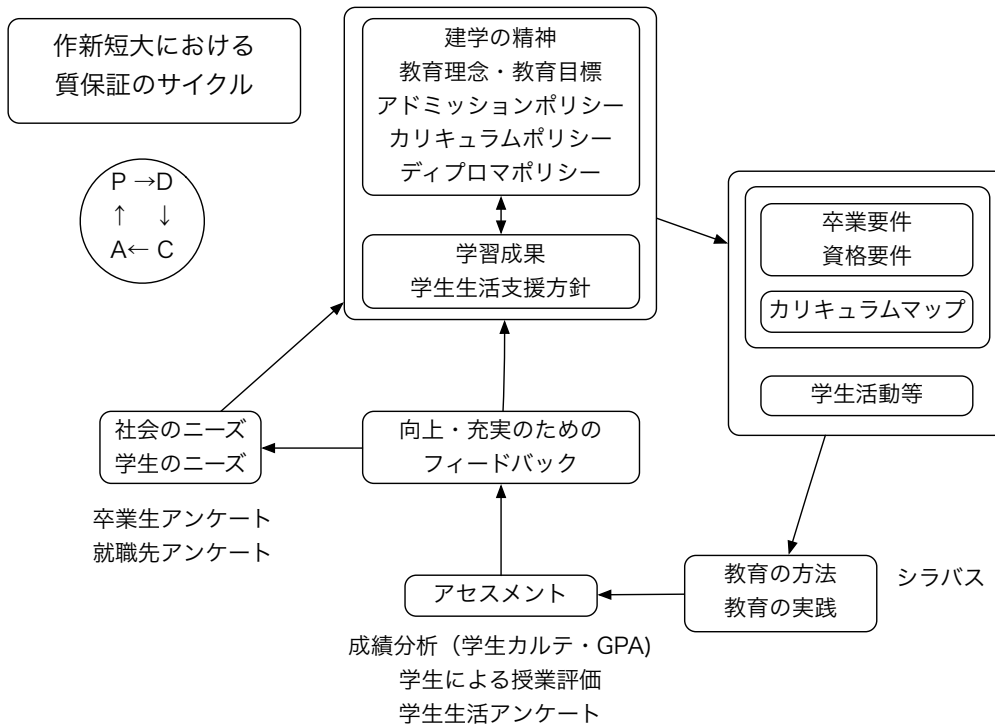 作新短大における
質保証のサイクル
P →D
↑ ↓
A← C
建学の精神
教育理念・教育目標
アドミッションポリシー
カリキュラムポリシー
ディプロマポリシー
学習成果
学生生活支援方針
卒業要件
資格要件
カリキュラムマップ
学生活動等
社会のニーズ
学生のニーズ
卒業生アンケート
就職先アンケート
向上・充実のための
フィードバック
アセスメント
成績分析（学生カルテ・GPA)
学生による授業評価
学生生活アンケート
教育の方法
教育の実践
シラバス